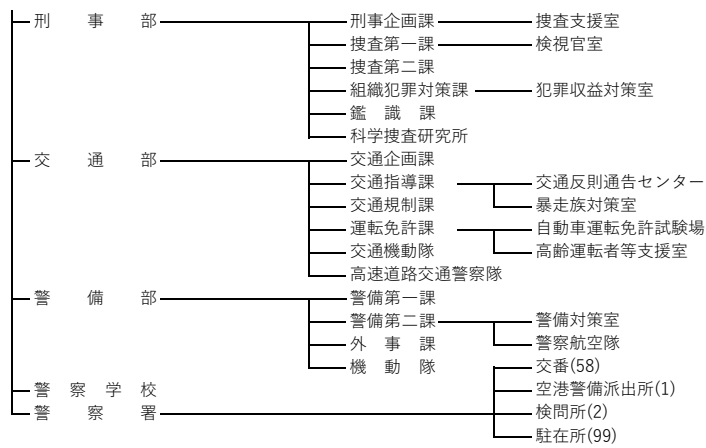 刑事部 刑事企画課 捜査支援室
捜査第一課 検視官室
捜査第二課
組織犯罪対策課 犯罪収益対策室
鑑識課
科学捜査研究所
交通部 交通企画課
交通指導課 交通反則通告センター
交通規制課 暴走族対策室
運転免許課 自動車運転免許試験場
交通機動隊 高齢運転者等支援室
高速道路交通警察隊
警備部 警備第一課
警備第二課 警備対策室
外事課 警察航空隊
機動隊 交番(58)
警察学校 空港警備派出所(1)
警察署 検問所(2)
駐在所(99)